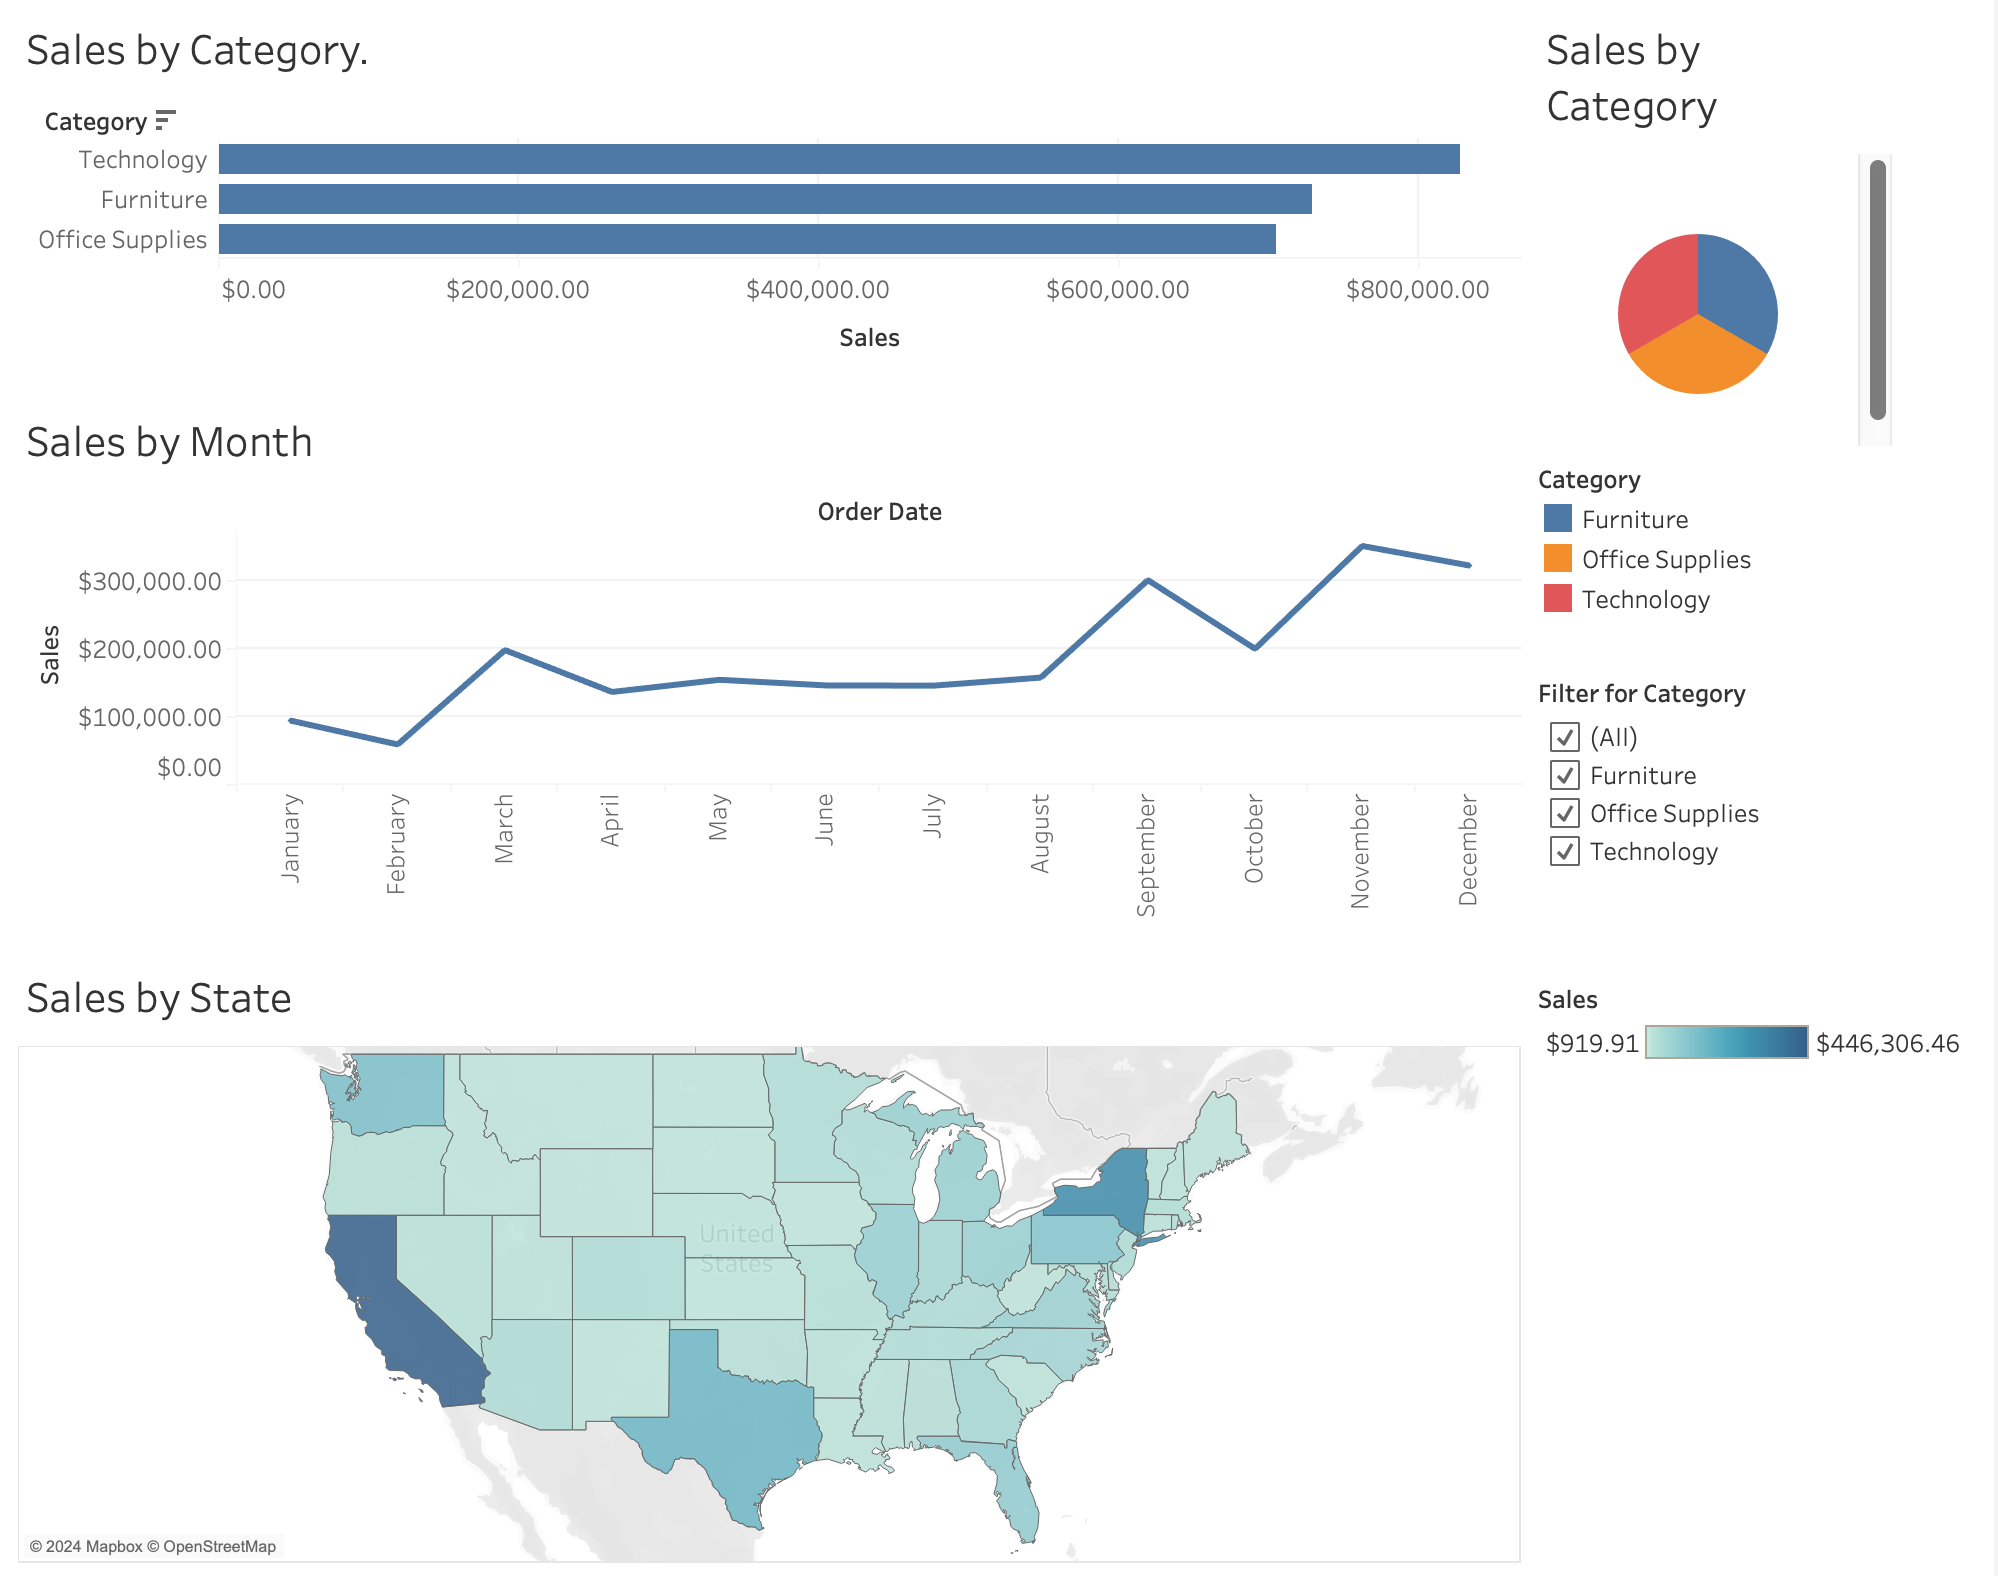 Sales by Category.
Category
Technology
Furniture
Office Supplies
$0.00 $200,000.00 $400,000.00 $600,000.00 $800,000.00
Sales
Sales by
Category
Sales by Month
Order Date
Sales
$300,000.00
$200,000.00
$100,000.00
$0.00
January
February
March
April
May
June
July
August
September
October
November
December
Category
Furniture
Office Supplies
Technology
Filter for Category
(All)
Furniture
Office Supplies
Technology
Sales by State
United
States
© 2024 Mapbox © OpenStreetMap
Sales
$919.91 $446,306.46